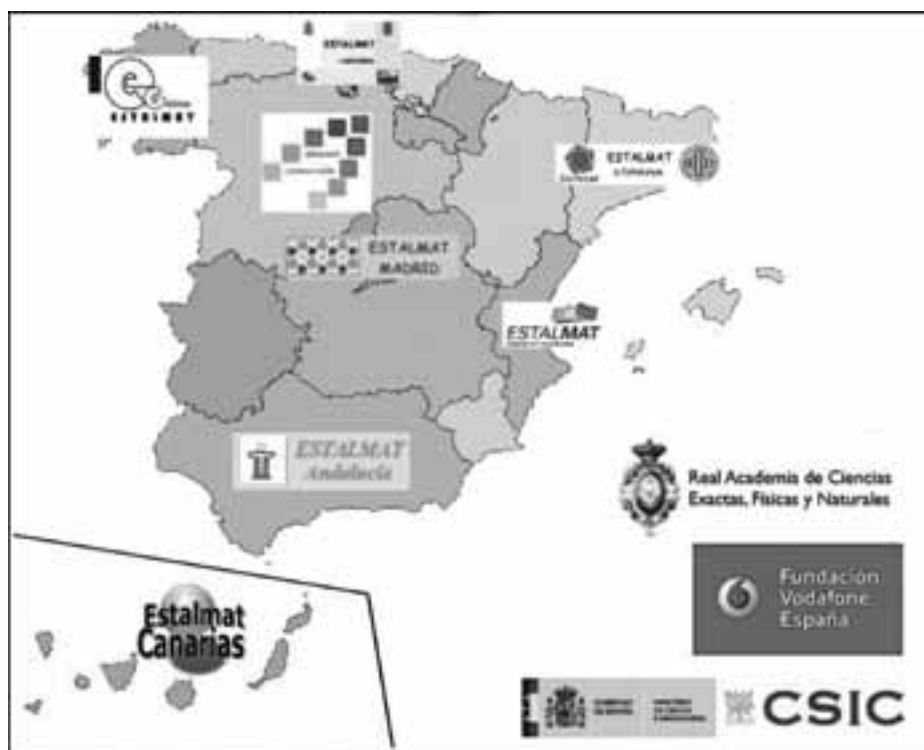 ESTALMAT
ESTALMAT
ESTALMAT
ESTALMAT
MADRID
ESTALMAT
ESTALMAT
Andalucía
Real Academia de Ciencias
Exactas, Físicas y Naturales
Fundación
Vodafone
España
Estalmat
Canarias
CSIC